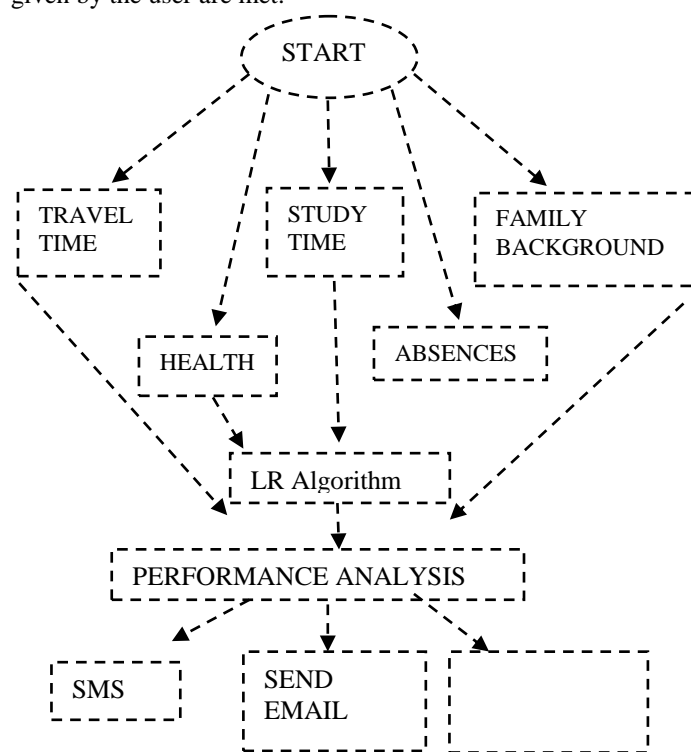 given by the user are met.
START
TRAVEL
TIME
STUDY
TIME
FAMILY
BACKGROUND
HEALTH
ABSENCES
LR Algorithm
PERFORMANCE ANALYSIS
SMS
SEND
EMAIL